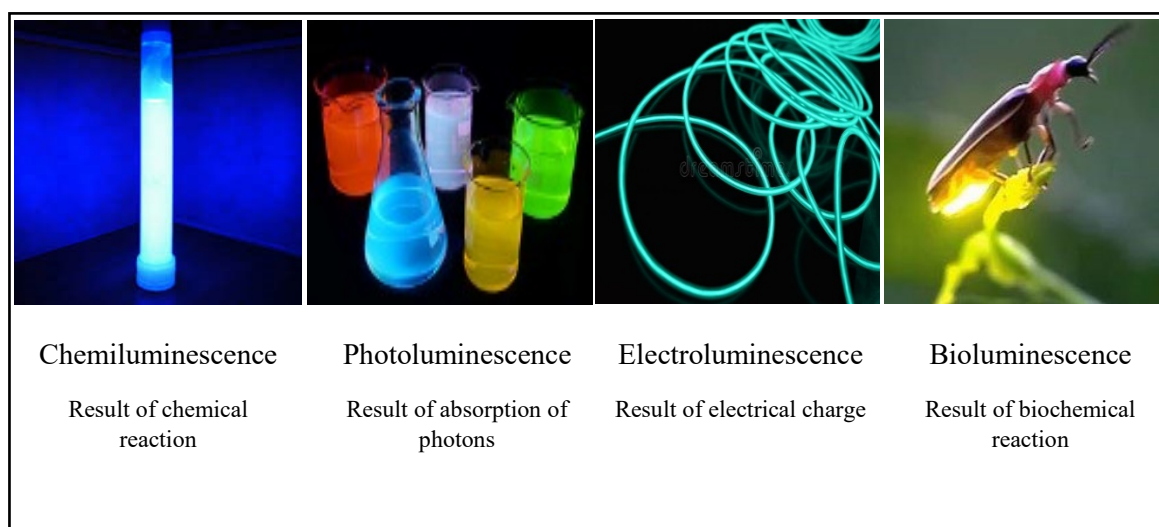 dreamstime
Chemiluminescence
Photoluminescence
Electroluminescence
Bioluminescence
Result of chemical
reaction
Result of absorption of
photons
Result of electrical charge
Result of biochemical
reaction